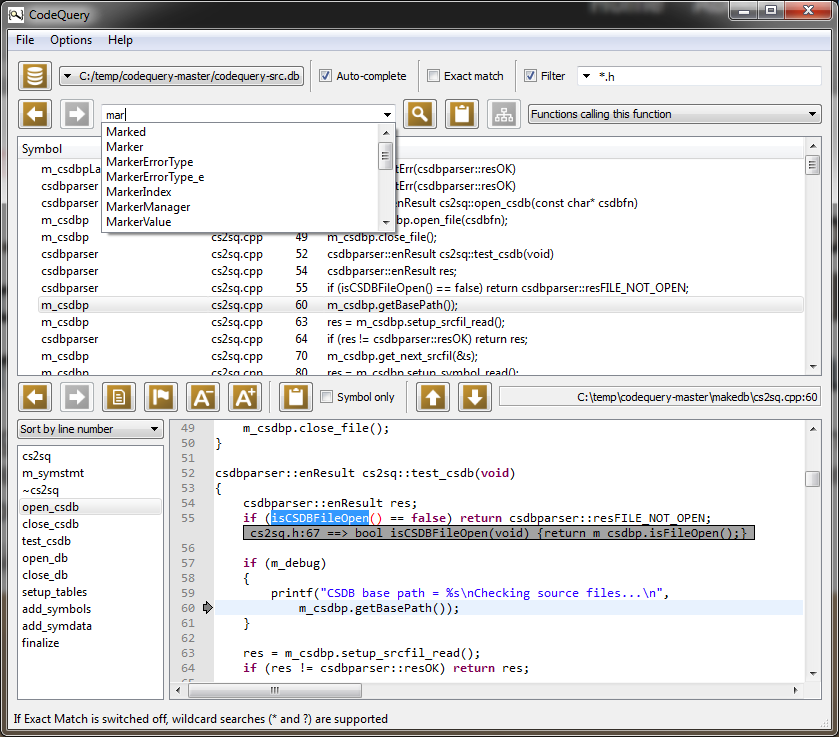 CodeQuery
File Options Help
C:/temp/codequery-master/codequery-src.db Auto-complete Exact match Filter *.h
mar Functions calling this function
Marked
Marker
MarkerErrorType
MarkerErrorType_e
MarkerIndex
MarkerManager
MarkerValue
Symbol
m_csdbpLa tErr(csdbparser::resOK)
csdbparser tErr(csdbparser::resOK)
csdbparser enResult cs2sq::open_csdb(const char* csdbfn)
m_csdbp p.open_file(csdbfn);
m_csdbp cs2sq.cpp 49 m_csdbp.close_file();
csdbparser cs2sq.cpp 52 csdbparser::enResult cs2sq::test_csdb(void)
csdbparser cs2sq.cpp 54 csdbparser::enResult res;
csdbparser cs2sq.cpp 55 if (isCSDBFileOpen() == false) return csdbparser::resFILE_NOT_OPEN;
m_csdbp cs2sq.cpp 60 m_csdbp.getBasePath());
m_csdbp cs2sq.cpp 63 res = m_csdbp.setup_srcfil_read();
csdbparser cs2sq.cpp 64 if (res != csdbparser::resOK) return res;
m_csdbp cs2sq.cpp 70 m_csdbp.get_next_srcfil(&s);
m_csdbp cs2sq.cpp 80 res = m_csdbp.setup_symbol_read();
A- A+ Symbol only C:\temp\codequery-master\makedb\cs2sq.cpp:60
Sort by line number
cs2sq
m_symstmt
~cs2sq
open_csdb
close_csdb
test_csdb
open_db
close_db
setup_tables
add_symbols
add_symdata
finalize
49 m_csdbp.close_file();
50 }
51
52 csdbparser::enResult cs2sq::test_csdb(void)
53 {
54 csdbparser::enResult res;
55 if (isCSDBFileOpen() == false) return csdbparser::resFILE_NOT_OPEN;
cs2sq.h:67 ==> bool isCSDBFileOpen(void) {return m_csdbp.isFileOpen();}
56
57 if (m_debug)
58 {
59 printf("CSDB base path = %s\nChecking source files...\n",
60 m_csdbp.getBasePath());
61 }
62
63 res = m_csdbp.setup_srcfil_read();
64 if (res != csdbparser::resOK) return res;
If Exact Match is switched off, wildcard searches (* and ?) are supported